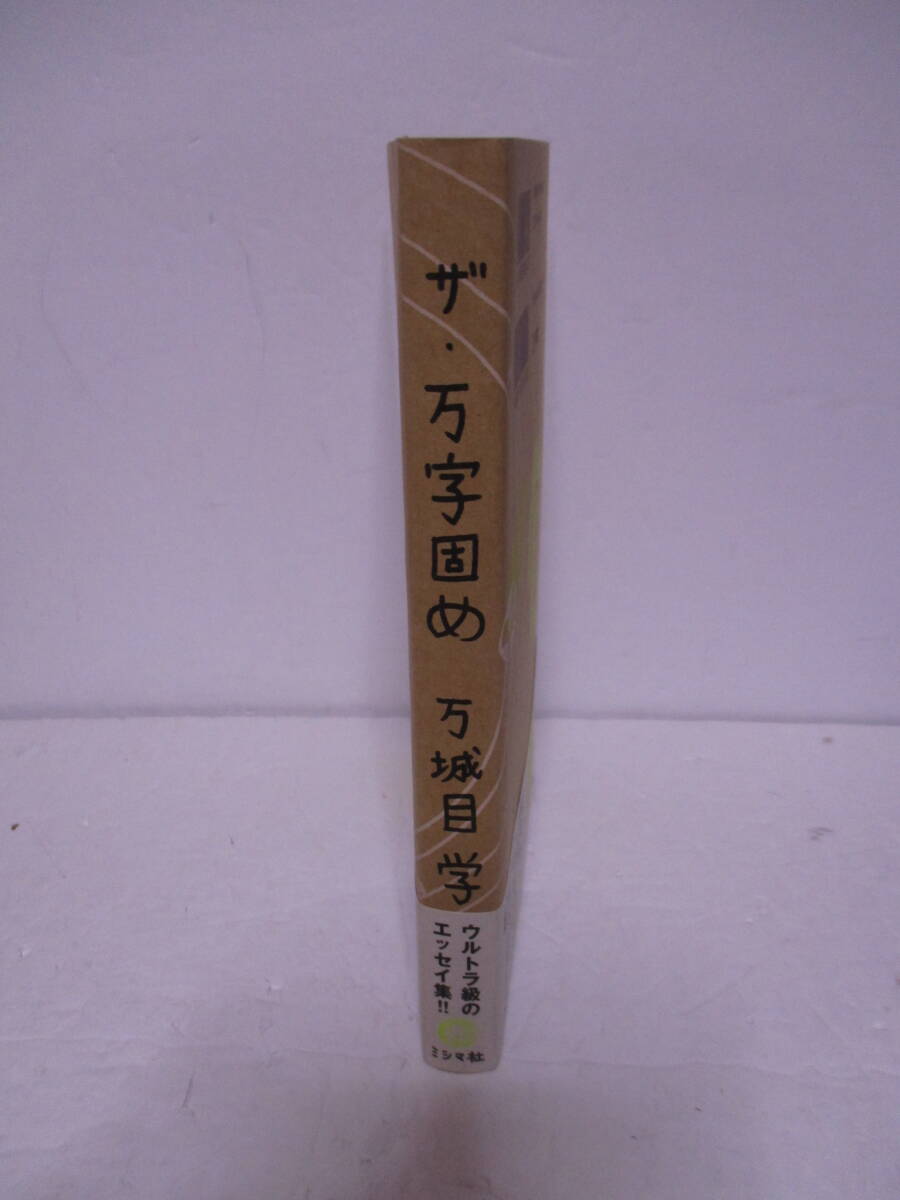 ザ・万字固め
万城目学
ウルトラ級の
エッセイ集!!
ミシマ社